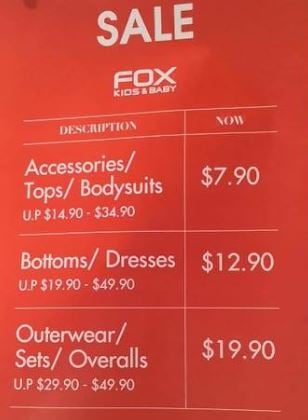 SALE
FOX
KIDS & BABY
DESCRIPTION
NOW
Accessories/
Tops/ Bodysuits
U.P $14.90 - $34.90
$7.90
Bottoms/ Dresses
U.P $19.90 - $49.90
$12.90
Outerwear/
Sets/ Overalls
U.P $29.90 - $49.90
$19.90